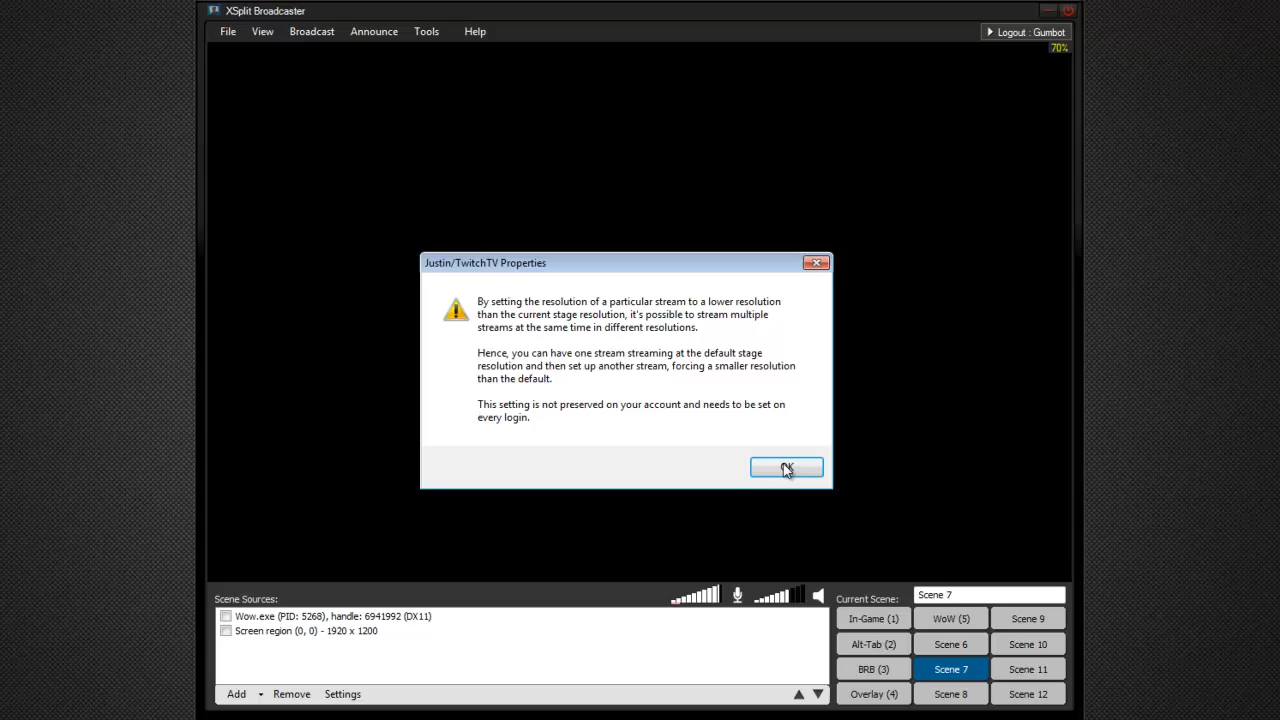 XSplit Broadcaster
File View Broadcast Announce Tools Help
Logout : Gumbot
70%
Justin/TwitchTV Properties
By setting the resolution of a particular stream to a lower resolution
than the current stage resolution, it's possible to stream multiple
streams at the same time in different resolutions.
Hence, you can have one stream streaming at the default stage
resolution and then set up another stream, forcing a smaller resolution
than the default.
This setting is not preserved on your account and needs to be set on
every login.
OK
Scene Sources:
Wow.exe (PID: 5268), handle: 6941992 (DX11)
Screen region (0, 0) - 1920 x 1200
Add Remove Settings
Current Scene: Scene 7
In-Game (1) WoW (5) Scene 9
Alt-Tab (2) Scene 6 Scene 10
BRB (3) Scene 7 Scene 11
Overlay (4) Scene 8 Scene 12